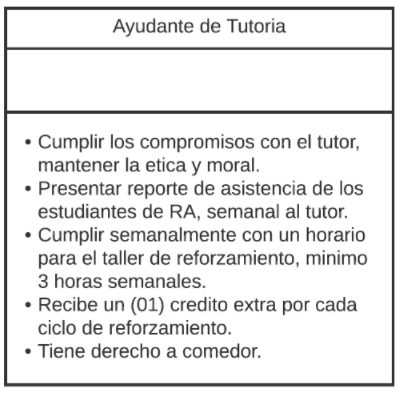 Ayudante de Tutoria
• Cumplir los compromisos con el tutor,
mantener la etica y moral.
• Presentar reporte de asistencia de los
estudiantes de RA, semanal al tutor.
• Cumplir semanalmente con un horario
para el taller de reforzamiento, minimo
3 horas semanales.
• Recibe un (01) credito extra por cada
ciclo de reforzamiento.
• Tiene derecho a comedor.